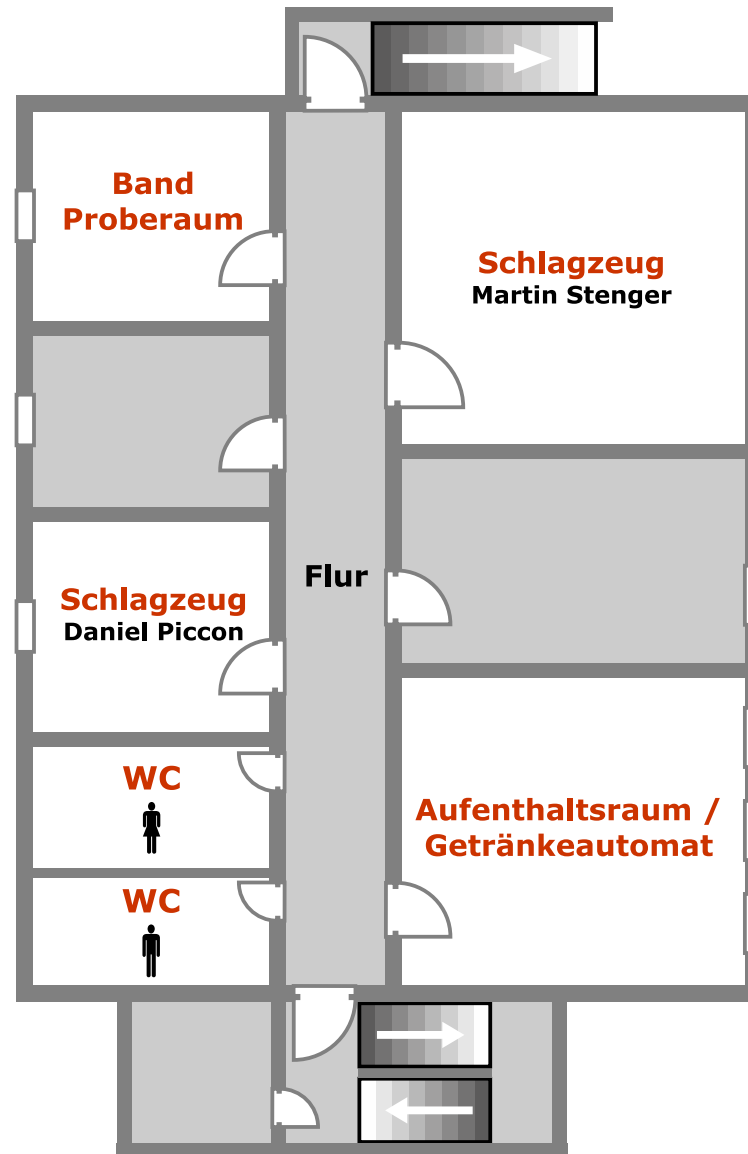 Band
Proberaum
Schlagzeug
Martin Stenger
Flur
Schlagzeug
Daniel Piccon
WC
Aufenthaltsraum /
Getränkeautomat
WC